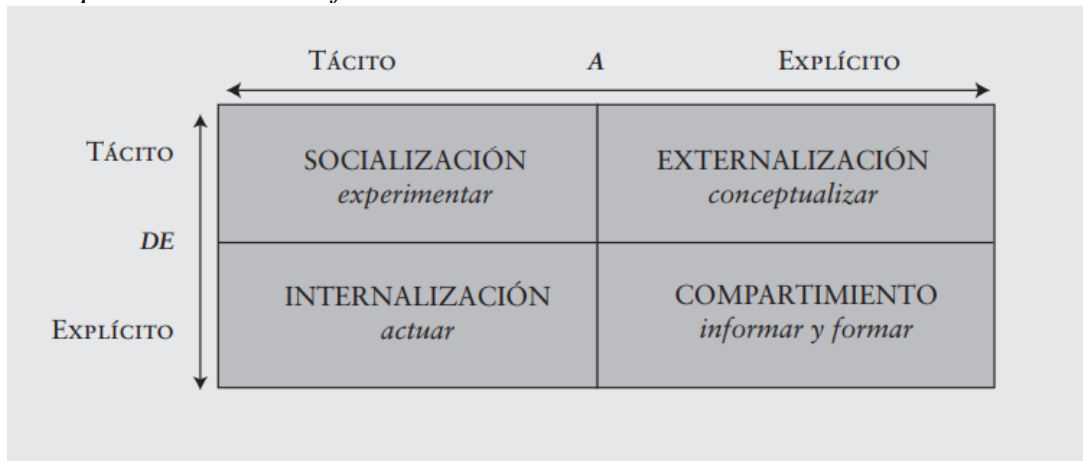 TÁCITO A EXPLÍCITO
TÁCITO
SOCIALIZACIÓN EXTERNALIZACIÓN
experimentar conceptualizar
DE
INTERNALIZACIÓN COMPARTIMIENTO
EXPLÍCITO actuar informar y formar